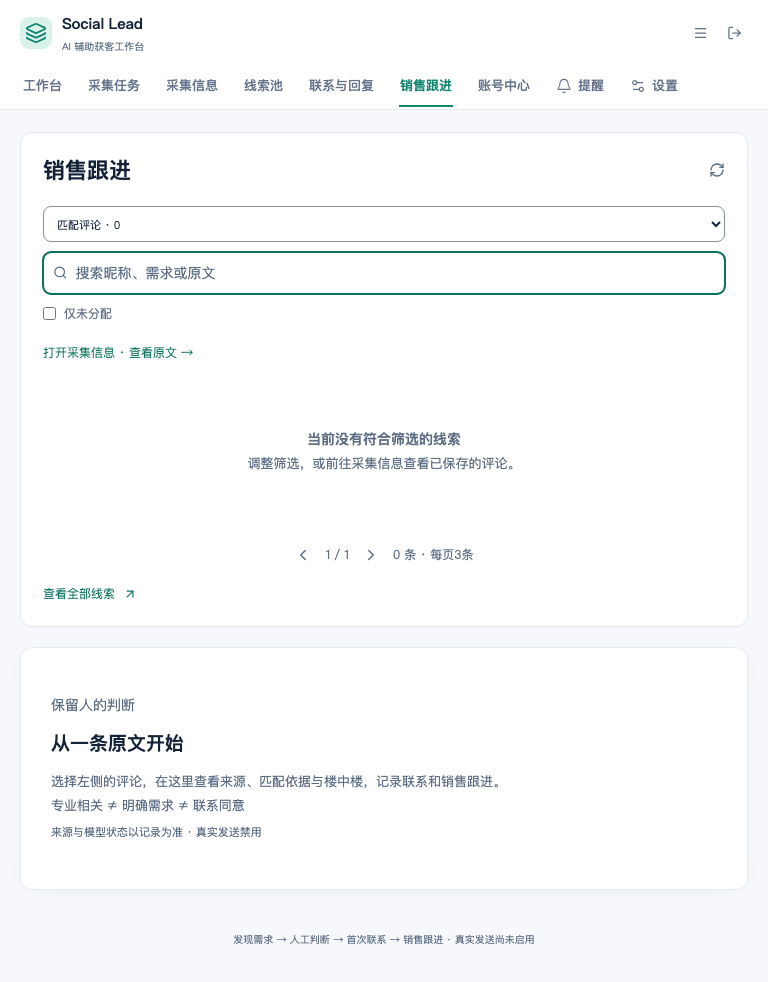 Social Lead
AI 辅助获客工作台
工作台
采集任务
采集信息
线索池
联系与回复
销售跟进
账号中心
提醒
设置
销售跟进
匹配评论 · 0
搜索昵称、需求或原文
仅未分配
打开采集信息 · 查看原文 →
当前没有符合筛选的线索
调整筛选，或前往采集信息查看已保存的评论。
1 / 1
0 条 · 每页3条
查看全部线索
保留人的判断
从一条原文开始
选择左侧的评论，在这里查看来源、匹配依据与楼中楼，记录联系和销售跟进。
专业相关 ≠ 明确需求 ≠ 联系同意
来源与模型状态以记录为准 · 真实发送禁用
发现需求 → 人工判断 → 首次联系 → 销售跟进 · 真实发送尚未启用